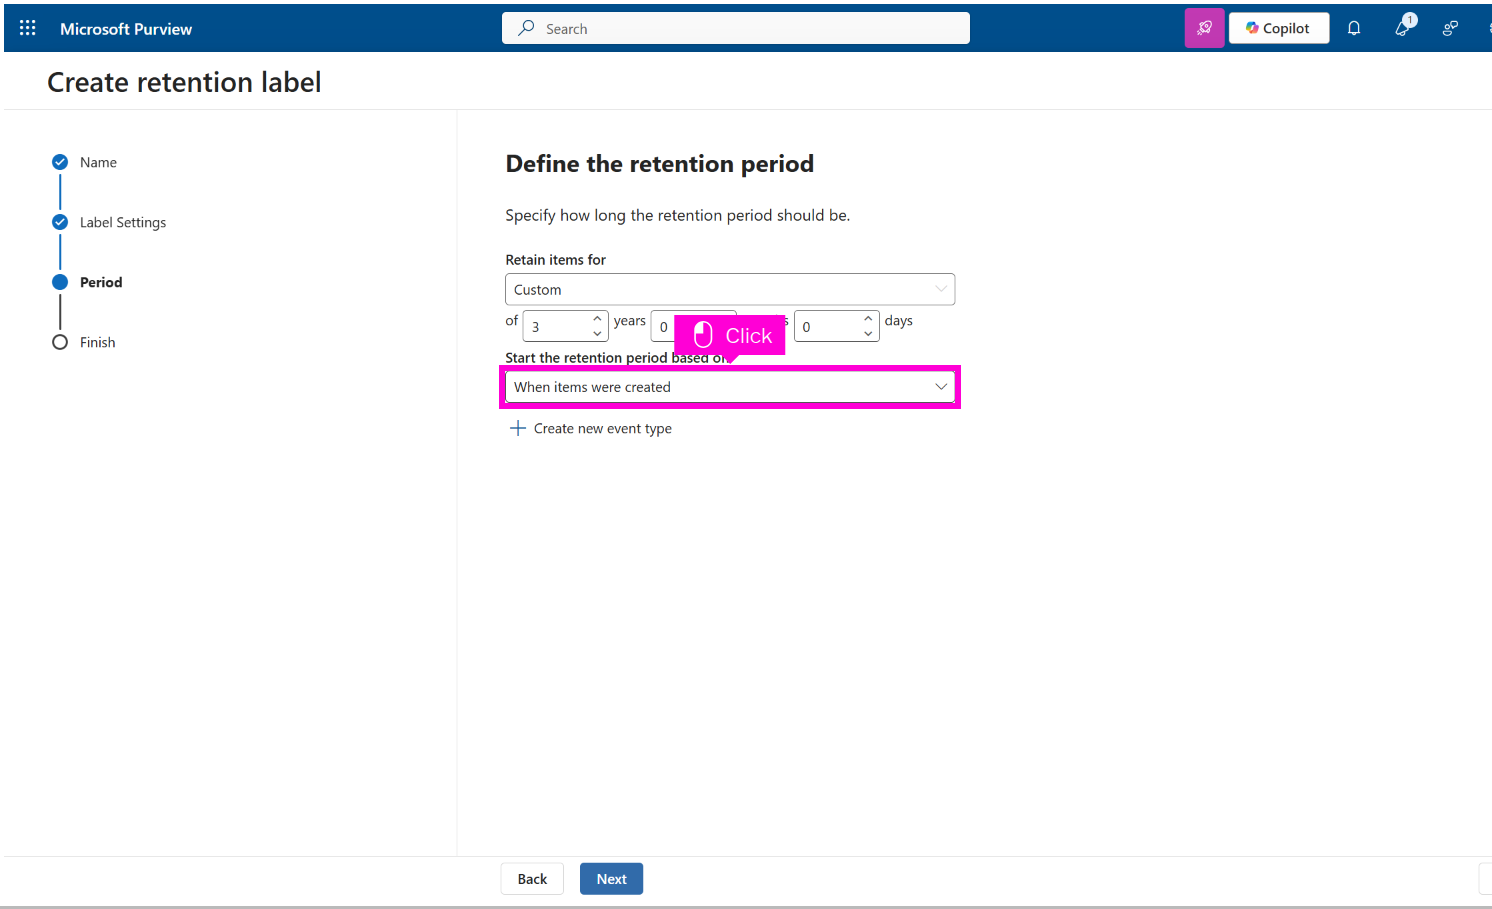 Microsoft Purview
Search
Copilot
1
Create retention label
Name
Label Settings
Period
Finish
Define the retention period
Specify how long the retention period should be.
Retain items for
Custom
of 3 years 0 0 days
Click
Start the retention period based
When items were created
Create new event type
Back
Next